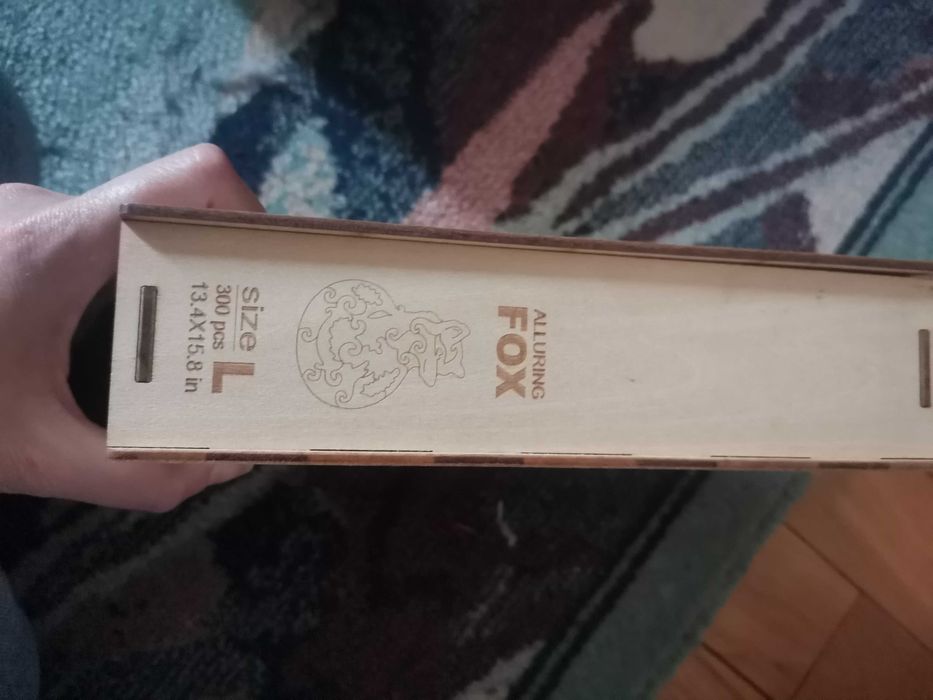 ALLURING
FOX
size L
300 pcs
13.4X15.8 in